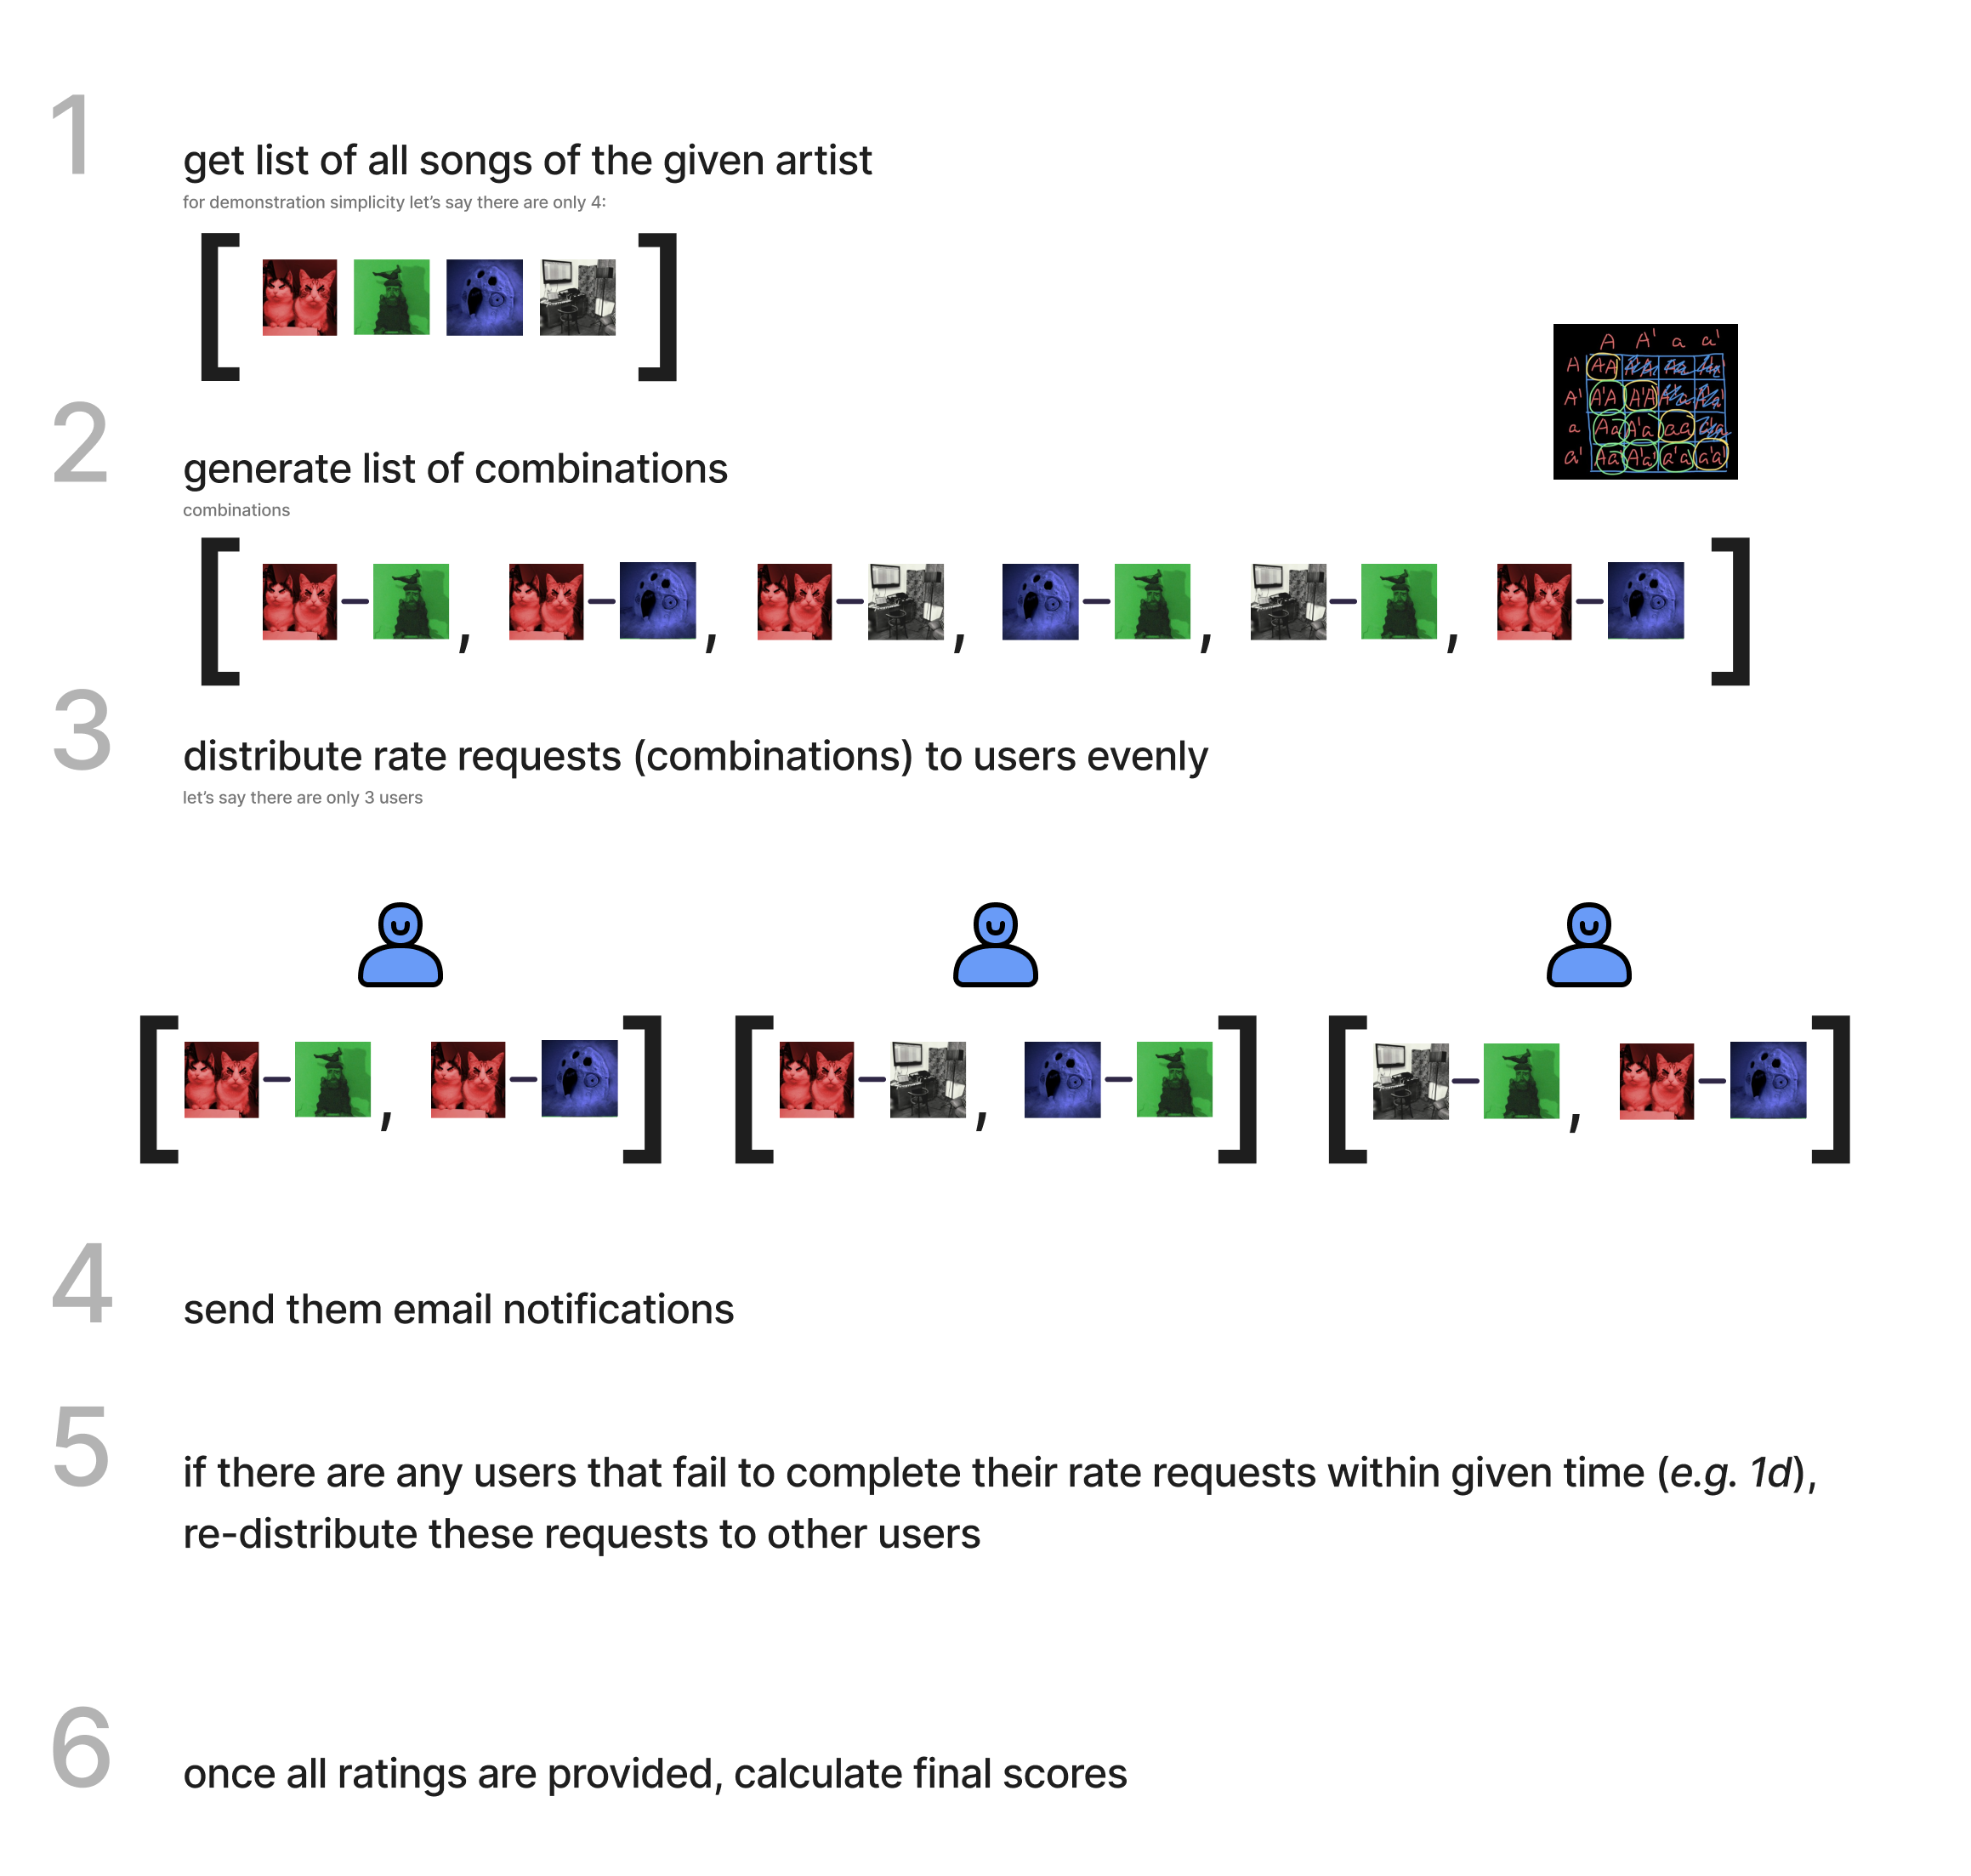 1
get list of all songs of the given artist
for demonstration simplicity let’s say there are only 4:
A A' a a'
A AA
A' A'A A'A'
a Aa A'a aa
a' Aa' A'a' a'a a'a'
2
generate list of combinations
combinations
3
distribute rate requests (combinations) to users evenly
let’s say there are only 3 users
4
send them email notifications
5
if there are any users that fail to complete their rate requests within given time (e.g. 1d),
re-distribute these requests to other users
6
once all ratings are provided, calculate final scores